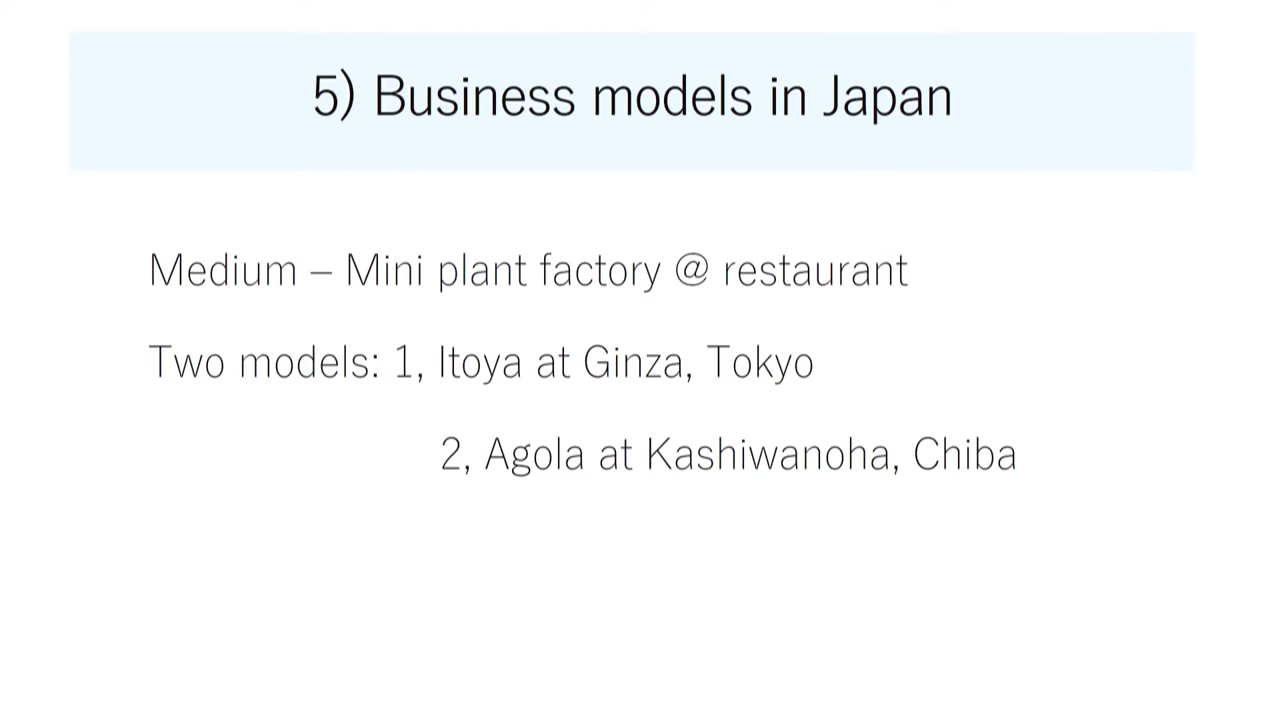 5) Business models in Japan
Medium – Mini plant factory @ restaurant
Two models: 1, Itoya at Ginza, Tokyo
2, Agola at Kashiwanoha, Chiba